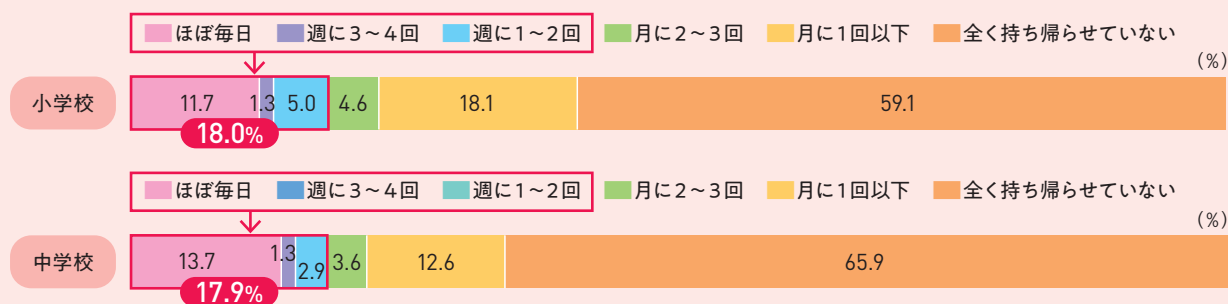 ほぼ毎日 週に3～4回 週に1～2回 月に2～3回 月に1回以下 全く持ち帰らせていない
(%)
小学校 11.7 1.3 5.0 4.6 18.1 59.1
18.0%
ほぼ毎日 週に3～4回 週に1～2回 月に2～3回 月に1回以下 全く持ち帰らせていない
(%)
中学校 13.7 1.3 2.9 3.6 12.6 65.9
17.9%